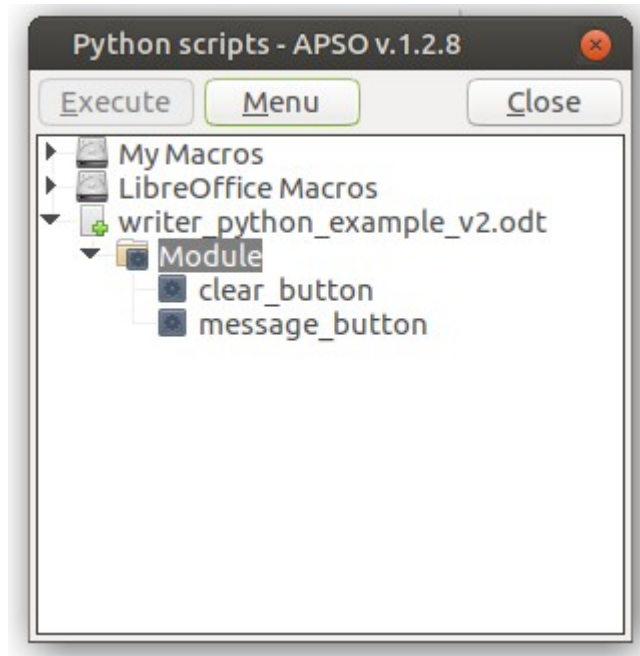 Python scripts - APSO v.1.2.8
Execute Menu Close
My Macros
LibreOffice Macros
writer_python_example_v2.odt
Module
clear_button
message_button